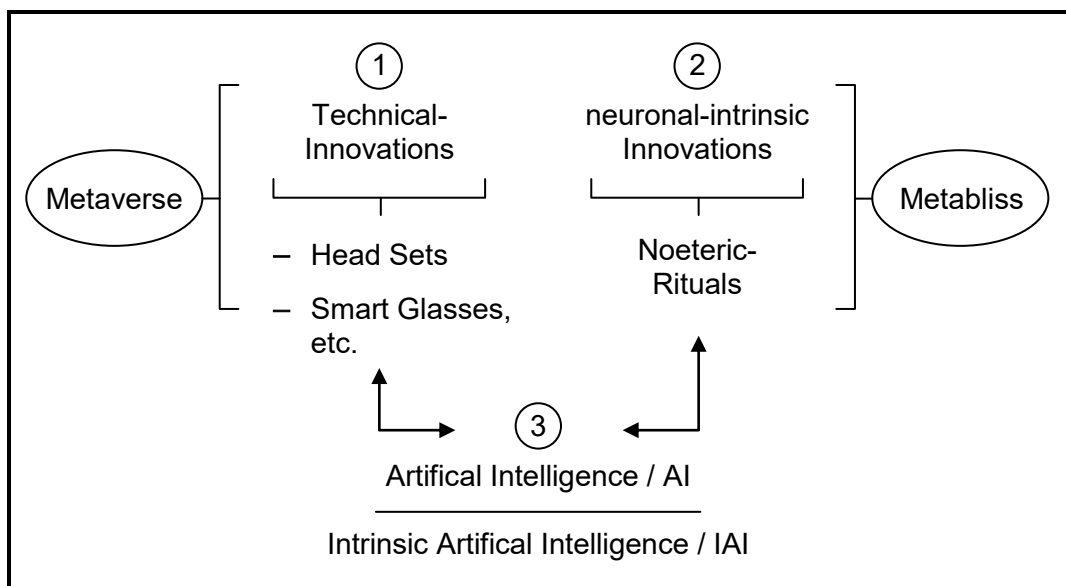 1
Technical-
Innovations
Metaverse
– Head Sets
– Smart Glasses,
etc.
2
neuronal-intrinsic
Innovations
Metabliss
Noeteric-
Rituals
3
Artifical Intelligence / AI
Intrinsic Artifical Intelligence / IAI